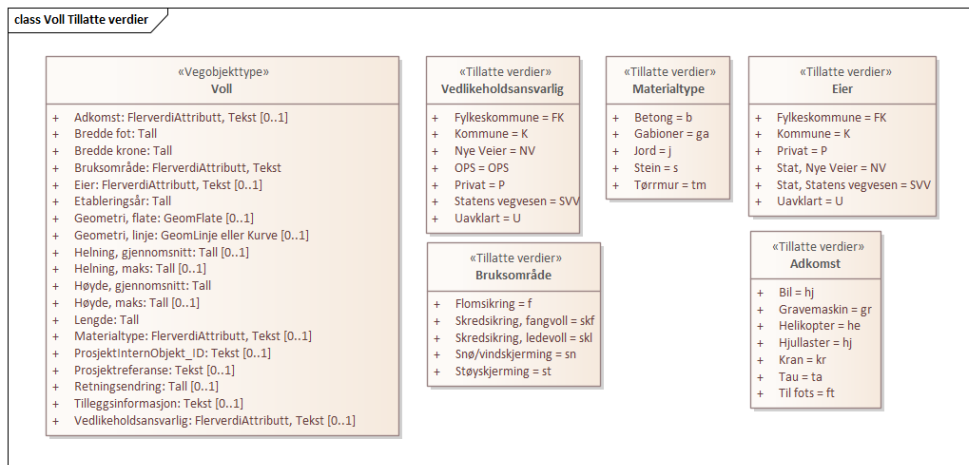 class Voll Tillatte verdier
«Vegobjekttype»
Voll
+ Adkomst: FlerverdiAttributt, Tekst [0..1]
+ Bredde fot: Tall
+ Bredde krone: Tall
+ Bruksområde: FlerverdiAttributt, Tekst
+ Eier: FlerverdiAttributt, Tekst [0..1]
+ Etableringsår: Tall
+ Geometri, flate: GeomFlate [0..1]
+ Geometri, linje: GeomLinje eller Kurve [0..1]
+ Helning, gjennomsnitt: Tall [0..1]
+ Helning, maks: Tall [0..1]
+ Høyde, gjennomsnitt: Tall
+ Høyde, maks: Tall [0..1]
+ Lengde: Tall
+ Materialtype: FlerverdiAttributt, Tekst [0..1]
+ ProsjektInternObjekt_ID: Tekst [0..1]
+ Prosjektreferanse: Tekst [0..1]
+ Retningsendring: Tall [0..1]
+ Tilleggsinformasjon: Tekst [0..1]
+ Vedlikeholdsansvarlig: FlerverdiAttributt, Tekst [0..1]
«Tillatte verdier»
Vedlikeholdsansvarlig
+ Fylkeskommune = FK
+ Kommune = K
+ Nye Veier = NV
+ OPS = OPS
+ Privat = P
+ Statens vegvesen = SVV
+ Uavklart = U
«Tillatte verdier»
Materialtype
+ Betong = b
+ Gabioner = ga
+ Jord = j
+ Stein = s
+ Tørrmur = tm
«Tillatte verdier»
Eier
+ Fylkeskommune = FK
+ Kommune = K
+ Privat = P
+ Stat, Nye Veier = NV
+ Stat, Statens vegvesen = SVV
+ Uavklart = U
«Tillatte verdier»
Bruksområde
+ Flomsikring = f
+ Skredsikring, fangvoll = skf
+ Skredsikring, ledevoll = skl
+ Snø/vindskjerming = sn
+ Støyskjerming = st
«Tillatte verdier»
Adkomst
+ Bil = hj
+ Gravemaskin = gr
+ Helikopter = he
+ Hjullaster = hj
+ Kran = kr
+ Tau = ta
+ Til fots = ft